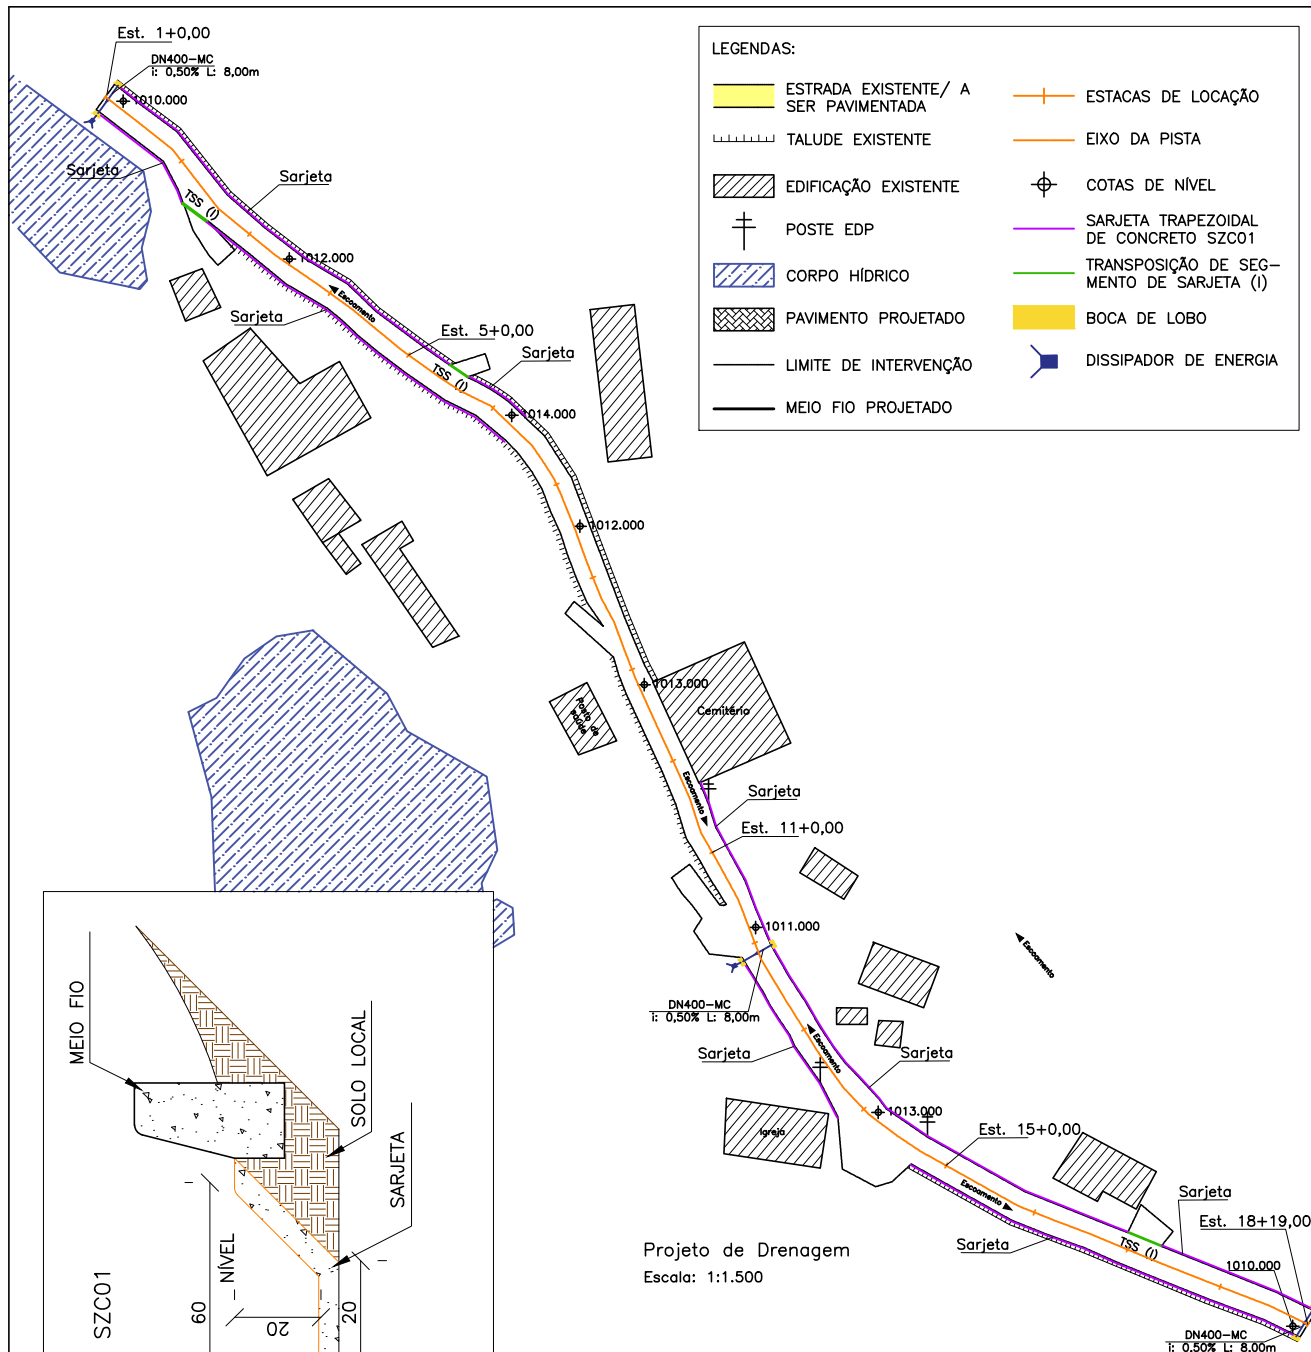 Est. 1+0,00
DN400-MC
i: 0,50% L: 8,00m
1010.000
Sarjeta
Sarjeta
TSS (I)
1012.000
Escoamento
Sarjeta
Est. 5+0,00
Sarjeta
TSS (I)
1014.000
1012.000
LEGENDAS:
ESTRADA EXISTENTE/ A
SER PAVIMENTADA
TALUDE EXISTENTE
EDIFICAÇÃO EXISTENTE
POSTE EDP
CORPO HÍDRICO
PAVIMENTO PROJETADO
LIMITE DE INTERVENÇÃO
MEIO FIO PROJETADO
ESTACAS DE LOCAÇÃO
EIXO DA PISTA
COTAS DE NÍVEL
SARJETA TRAPEZOIDAL
DE CONCRETO SZC01
TRANSPOSIÇÃO DE SEG-
MENTO DE SARJETA (I)
BOCA DE LOBO
DISSIPADOR DE ENERGIA
1013.000
Cemitério
Posto de
saúde
Escoamento
Sarjeta
Est. 11+0,00
1011.000
Escoamento
DN400-MC
i: 0,50% L: 8,00m
Sarjeta
Escoamento
Sarjeta
1013.000
Igreja
Est. 15+0,00
Escoamento
Sarjeta
Sarjeta
Est. 18+19,00
TSS (I)
1010.000
DN400-MC
i: 0,50% L: 8,00m
Projeto de Drenagem
Escala: 1:1.500
MEIO FIO
SOLO LOCAL
SARJETA
NÍVEL
SZC01
60
20
20